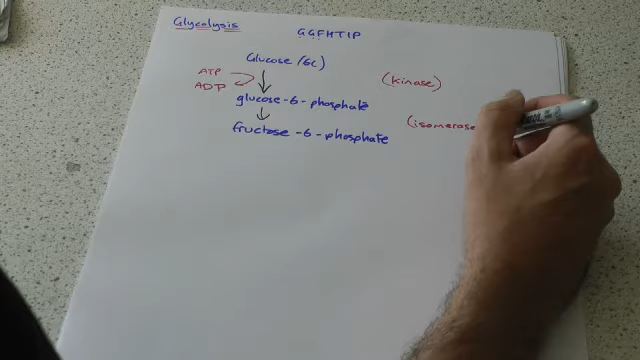 Glycolysis
GGFHTIP
Glucose (6C)
ATP
(kinase)
ADP
glucose-6-phosphate
(isomerase
fructose-6-phosphate